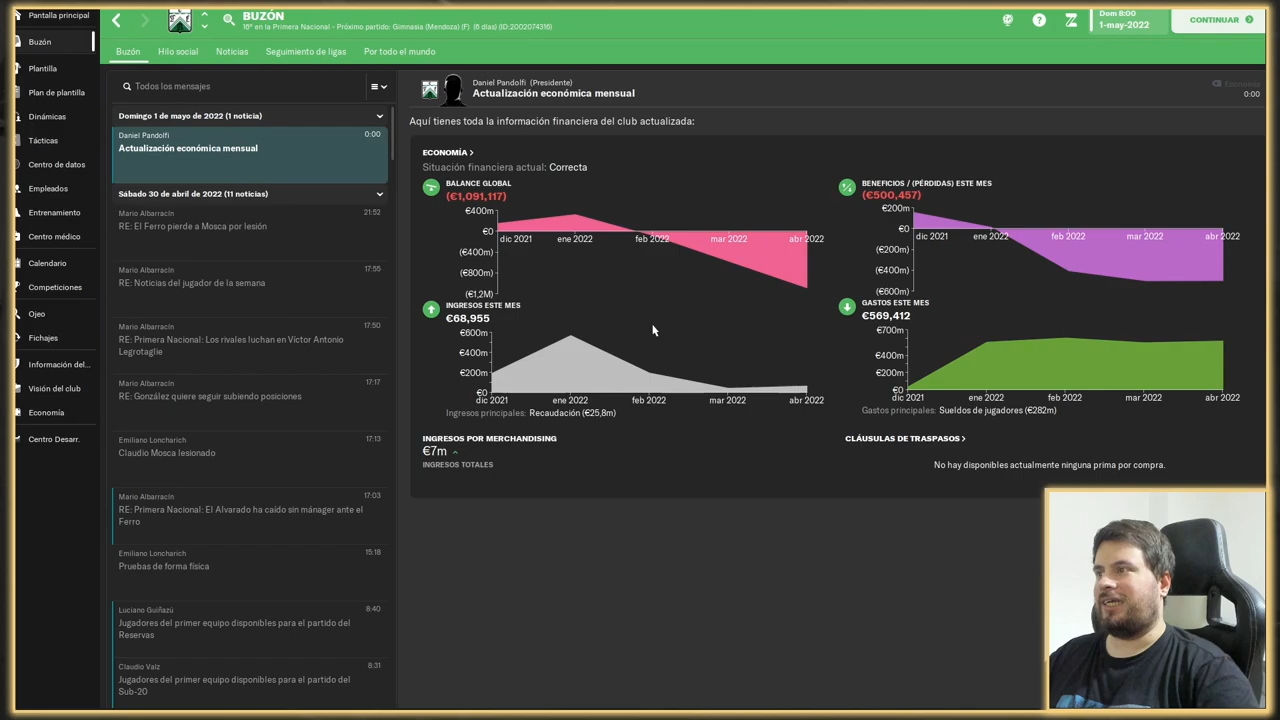 Pantalla principal
Buzón
Plantilla
Plan de plantilla
Dinámicas
Tácticas
Centro de datos
Empleados
Entrenamiento
Centro médico
Calendario
Competiciones
Ojeo
Fichajes
Información del...
Visión del club
Economía
Centro Desarr.
BUZÓN
16º en la Primera Nacional - Próximo partido: Gimnasia (Mendoza) (F) (6 días) (ID:2002074316)
Dom 8:00
1-may-2022
CONTINUAR
Buzón
Hilo social
Noticias
Seguimiento de ligas
Por todo el mundo
Todos los mensajes
Domingo 1 de mayo de 2022 (1 noticia)
Daniel Pandolfi 0:00
Actualización económica mensual
Sábado 30 de abril de 2022 (11 noticias)
Mario Albarracín 21:52
RE: El Ferro pierde a Mosca por lesión
Mario Albarracín 17:55
RE: Noticias del jugador de la semana
Mario Albarracín 17:50
RE: Primera Nacional: Los rivales luchan en Víctor Antonio
Legrotaglie
Mario Albarracín 17:17
RE: González quiere seguir subiendo posiciones
Emiliano Loncharich 17:13
Claudio Mosca lesionado
Mario Albarracín 17:03
RE: Primera Nacional: El Alvarado ha caído sin mánager ante el
Ferro
Emiliano Loncharich 15:18
Pruebas de forma física
Luciano Guiñazú 8:40
Jugadores del primer equipo disponibles para el partido del
Reservas
Claudio Valz 8:31
Jugadores del primer equipo disponibles para el partido del
Sub-20
Daniel Pandolfi (Presidente)
Actualización económica mensual
Economía
0:00
Aquí tienes toda la información financiera del club actualizada:
ECONOMÍA
Situación financiera actual: Correcta
BALANCE GLOBAL
(€1,091,117)
€400m
€0
(€400m)
(€800m)
(€1,2M)
dic 2021 ene 2022 feb 2022 mar 2022 abr 2022
BENEFICIOS / (PÉRDIDAS) ESTE MES
(€500,457)
€200m
€0
(€200m)
(€400m)
(€600m)
dic 2021 ene 2022 feb 2022 mar 2022 abr 2022
INGRESOS ESTE MES
€68,955
€600m
€400m
€200m
€0
dic 2021 ene 2022 feb 2022 mar 2022 abr 2022
Ingresos principales: Recaudación (€25,8m)
GASTOS ESTE MES
€569,412
€700m
€400m
€200m
€0
dic 2021 ene 2022 feb 2022 mar 2022 abr 2022
Gastos principales: Sueldos de jugadores (€282m)
INGRESOS POR MERCHANDISING
€7m
INGRESOS TOTALES
CLÁUSULAS DE TRASPASOS
No hay disponibles actualmente ninguna prima por compra.